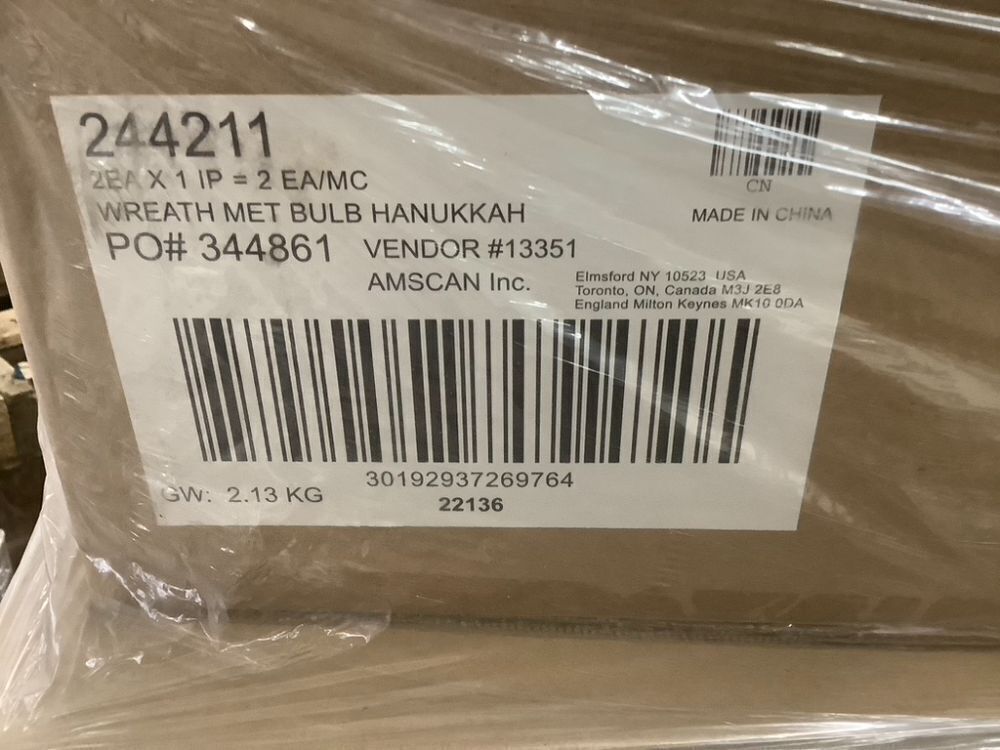 244211
2EA X 1 IP = 2 EA/MC
WREATH MET BULB HANUKKAH
PO# 344861 VENDOR #13351
AMSCAN Inc.
Elmsford NY 10523 USA
Toronto, ON, Canada M3J 2E8
England Milton Keynes MK10 0DA
CN
MADE IN CHINA
30192937269764
GW: 2.13 KG
22136